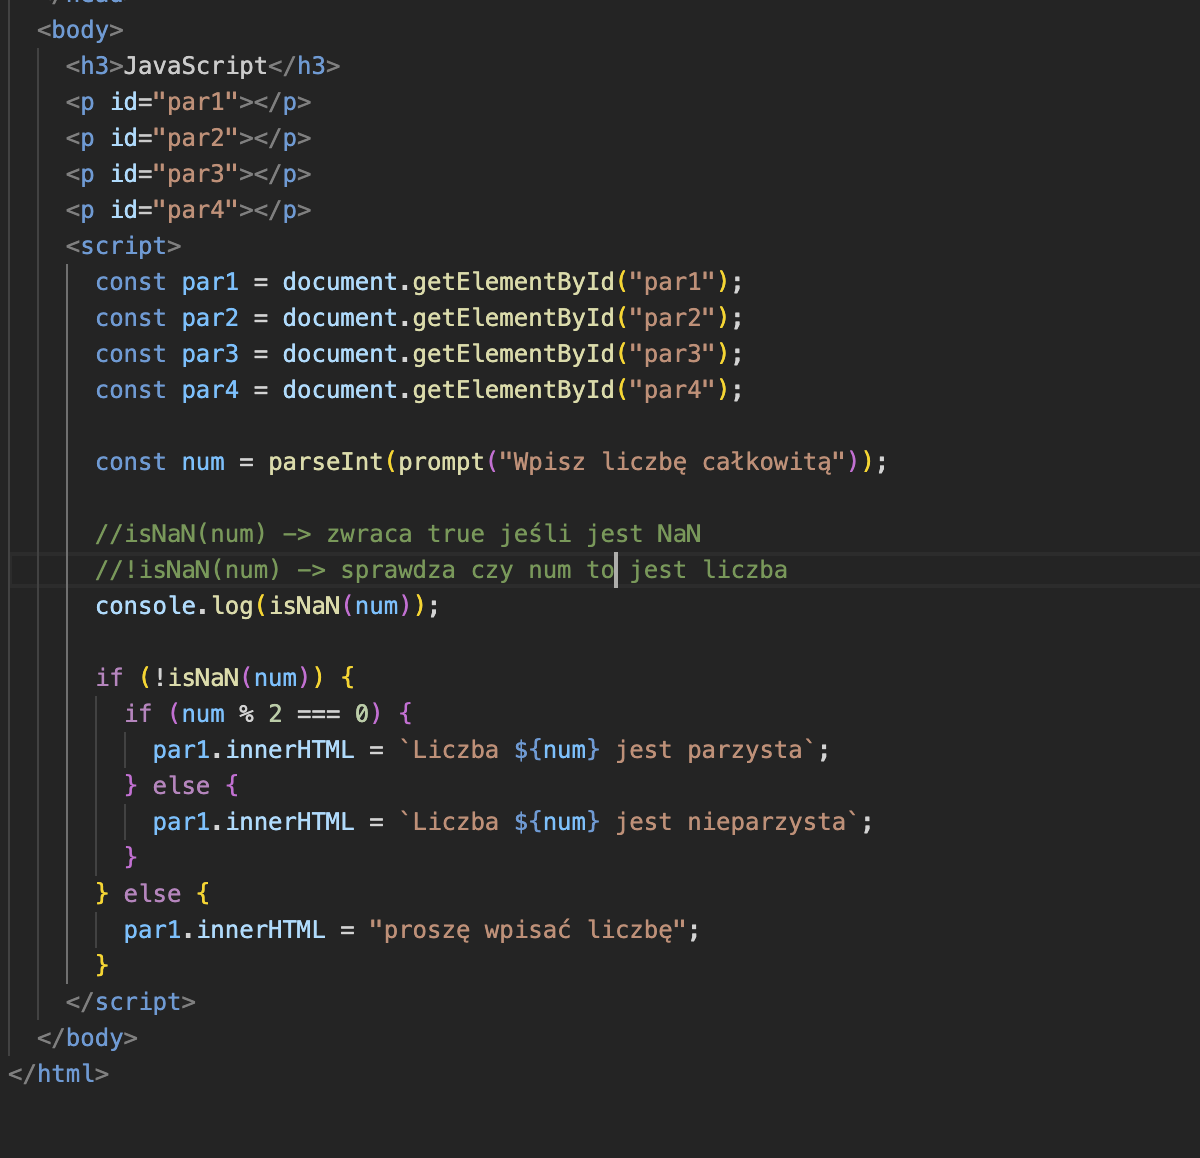 <body>
<h3>JavaScript</h3>
<p id="par1"></p>
<p id="par2"></p>
<p id="par3"></p>
<p id="par4"></p>
<script>
const par1 = document.getElementById("par1");
const par2 = document.getElementById("par2");
const par3 = document.getElementById("par3");
const par4 = document.getElementById("par4");
const num = parseInt(prompt("Wpisz liczbę całkowitą"));
//isNaN(num) -> zwraca true jeśli jest NaN
//!isNaN(num) -> sprawdza czy num to jest liczba
console.log(isNaN(num));
if (!isNaN(num)) {
if (num % 2 === 0) {
par1.innerHTML = `Liczba ${num} jest parzysta`;
} else {
par1.innerHTML = `Liczba ${num} jest nieparzysta`;
}
} else {
par1.innerHTML = "proszę wpisać liczbę";
}
</script>
</body>
</html>